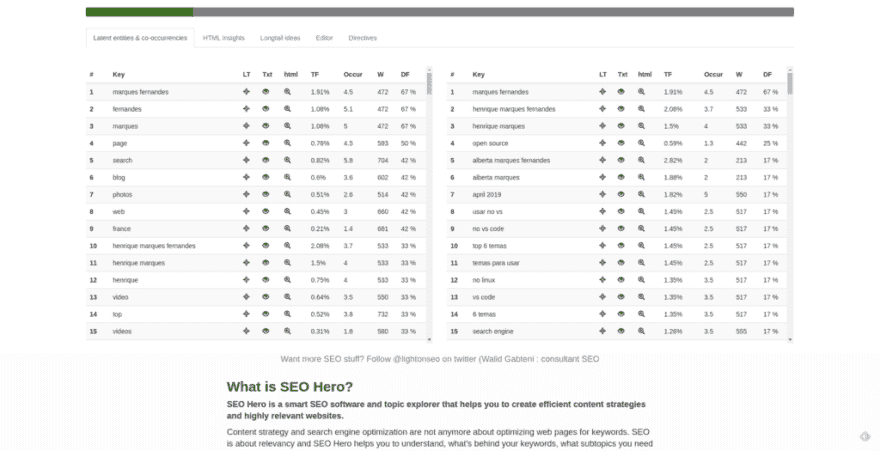 Latent entities & co-occurrencies HTML Insights Longtail ideas Editor Directives
# Key LT Txt html TF Occur W DF
1 marques fernandes 1.91% 4.5 472 67 %
2 fernandes 1.08% 5.1 472 67 %
3 marques 1.08% 5 472 67 %
4 page 0.76% 4.5 593 50 %
5 search 0.82% 5.8 704 42 %
6 blog 0.6% 3.6 602 42 %
7 photos 0.51% 2.6 514 42 %
8 web 0.45% 3 660 42 %
9 france 0.21% 1.4 681 42 %
10 henrique marques fernandes 2.08% 3.7 533 33 %
11 henrique marques 1.5% 4 533 33 %
12 henrique 0.75% 4 533 33 %
13 video 0.64% 3.5 550 33 %
14 top 0.52% 3.8 732 33 %
15 videos 0.31% 1.8 580 33 %
# Key LT Txt html TF Occur W DF
1 marques fernandes 1.91% 4.5 472 67 %
2 henrique marques fernandes 2.08% 3.7 533 33 %
3 henrique marques 1.5% 4 533 33 %
4 open source 0.59% 1.3 442 25 %
5 alberta marques fernandes 2.82% 2 213 17 %
6 alberta marques 1.88% 2 213 17 %
7 april 2019 1.82% 5 550 17 %
8 usar no vs 1.45% 2.5 517 17 %
9 no vs code 1.45% 2.5 517 17 %
10 top 6 temas 1.45% 2.5 517 17 %
11 temas para usar 1.45% 2.5 517 17 %
12 no linux 1.35% 3.5 517 17 %
13 vs code 1.35% 3.5 517 17 %
14 6 temas 1.35% 3.5 517 17 %
15 search engine 1.26% 3.5 555 17 %
Want more SEO stuff? Follow @lightonseo on twitter (Walid Gabteni : consultant SEO
What is SEO Hero?
SEO Hero is a smart SEO software and topic explorer that helps you to create efficient content strategies
and highly relevant websites.
Content strategy and search engine optimization are not anymore about optimizing web pages for keywords. SEO
is about relevancy and SEO Hero helps you to understand, what's behind your keywords, what subtopics you need